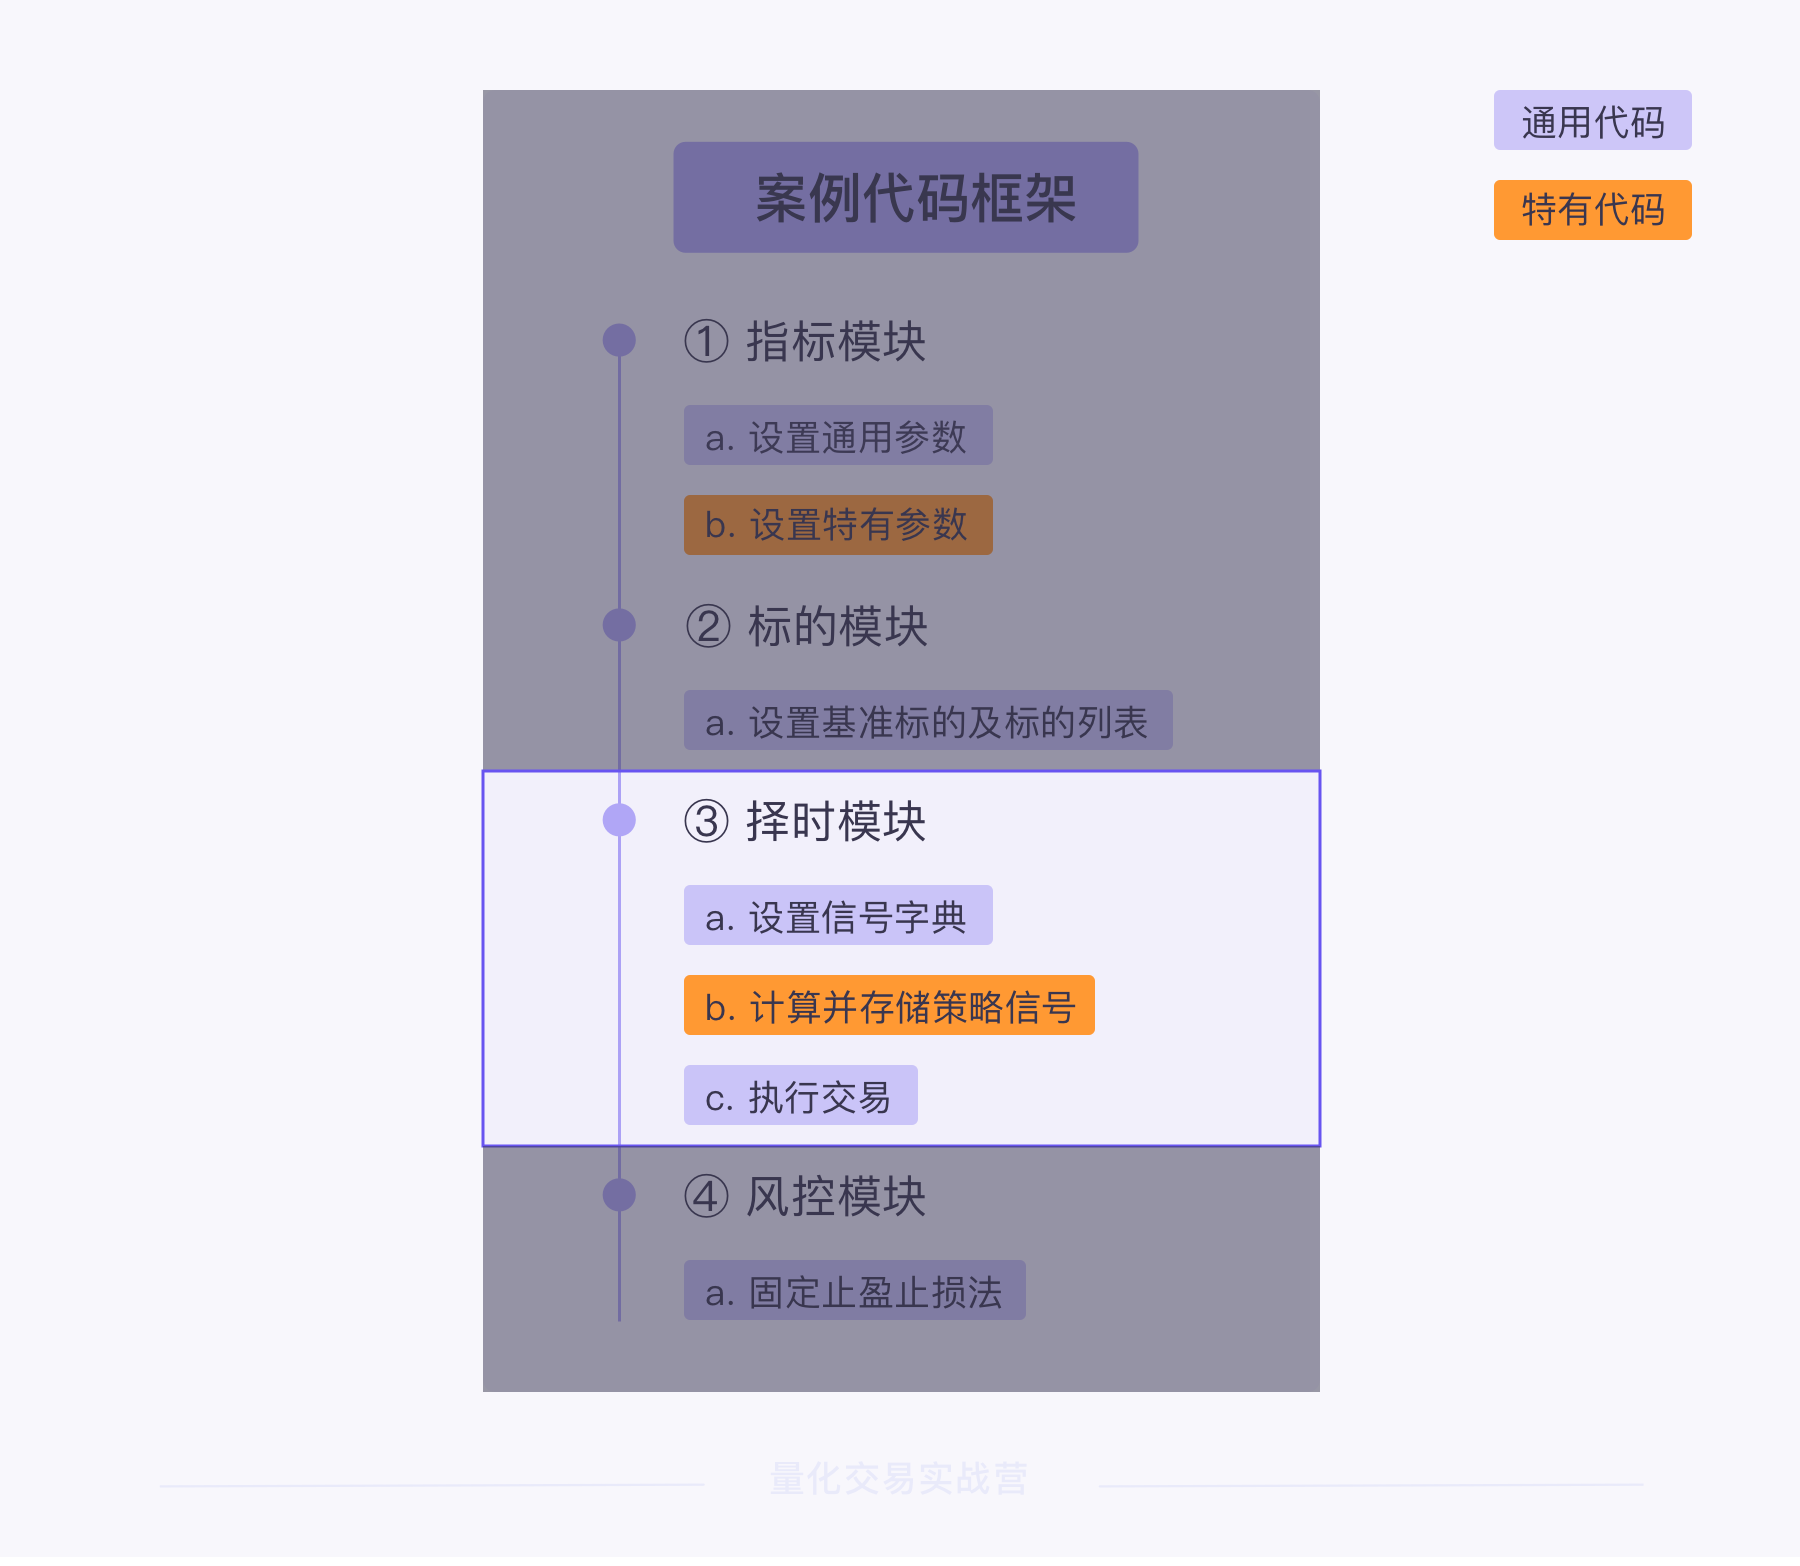 案例代码框架
通用代码
特有代码
① 指标模块
a. 设置通用参数
b. 设置特有参数
② 标的模块
a. 设置基准标的及标的列表
③ 择时模块
a. 设置信号字典
b. 计算并存储策略信号
c. 执行交易
④ 风控模块
a. 固定止盈止损法
量化交易实战营